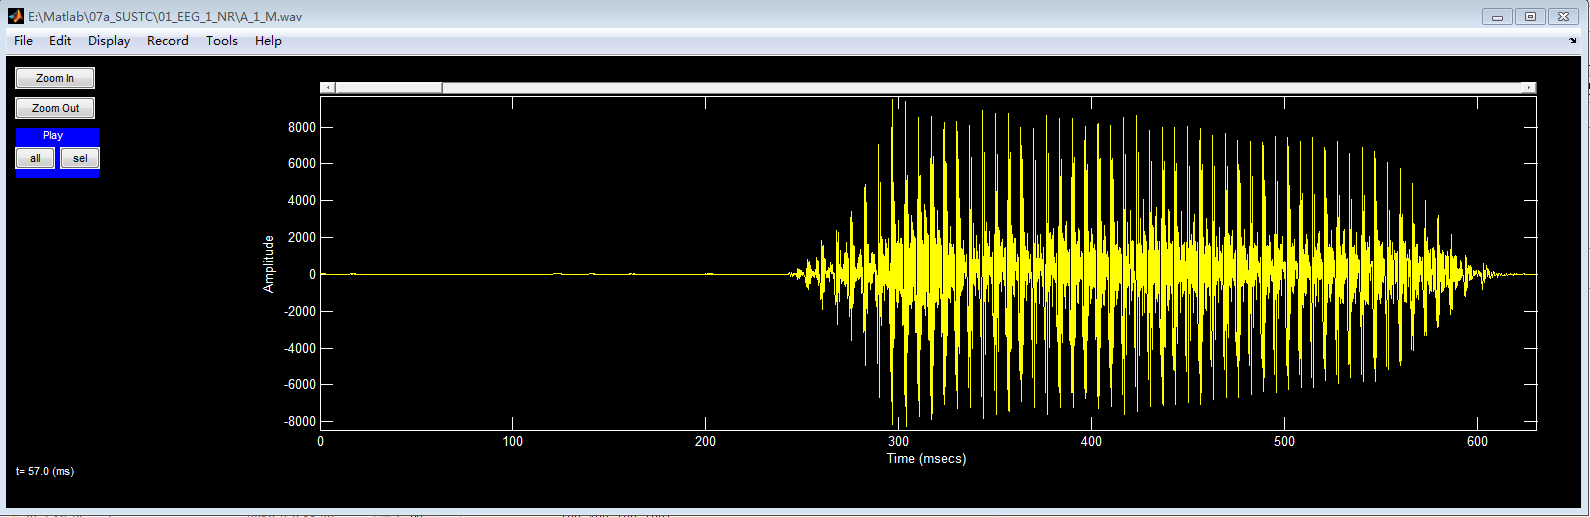 E:\Matlab\07a_SUSTC\01_EEG_1_NR\A_1_M.wav
File Edit Display Record Tools Help
Zoom In
Zoom Out
Play
all sel
8000
6000
4000
2000
0
-2000
-4000
-6000
-8000
Amplitude
0 100 200 300 400 500 600
Time (msecs)
t= 57.0 (ms)